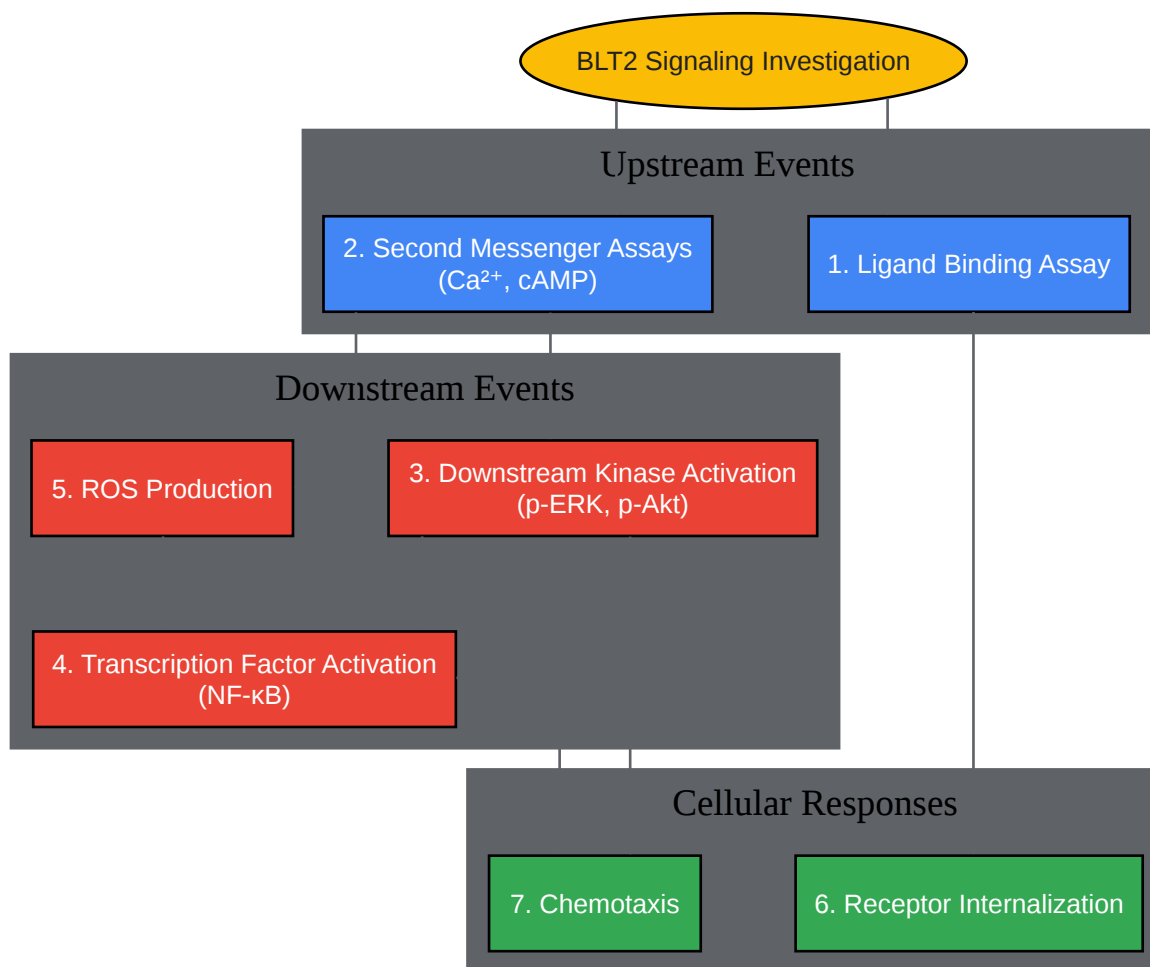 BLT2 Signaling Investigation
Upstream Events
2. Second Messenger Assays
(Ca²⁺, cAMP)
1. Ligand Binding Assay
Downstream Events
5. ROS Production
3. Downstream Kinase Activation
(p-ERK, p-Akt)
4. Transcription Factor Activation
(NF-κB)
Cellular Responses
7. Chemotaxis
6. Receptor Internalization